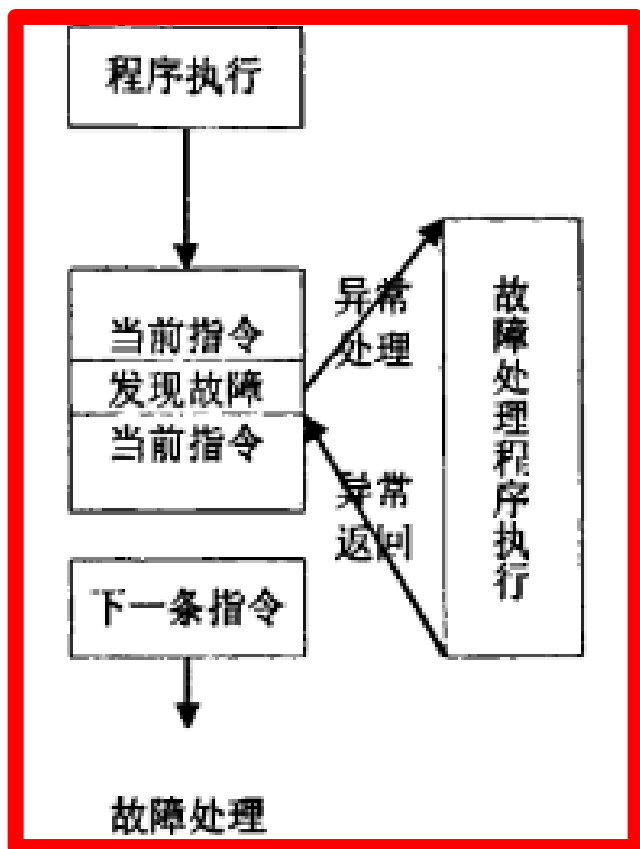 程序执行
当前指令
发现故障
当前指令
下一条指令
异常
处理
异常
返回
故障处理程序执行
故障处理